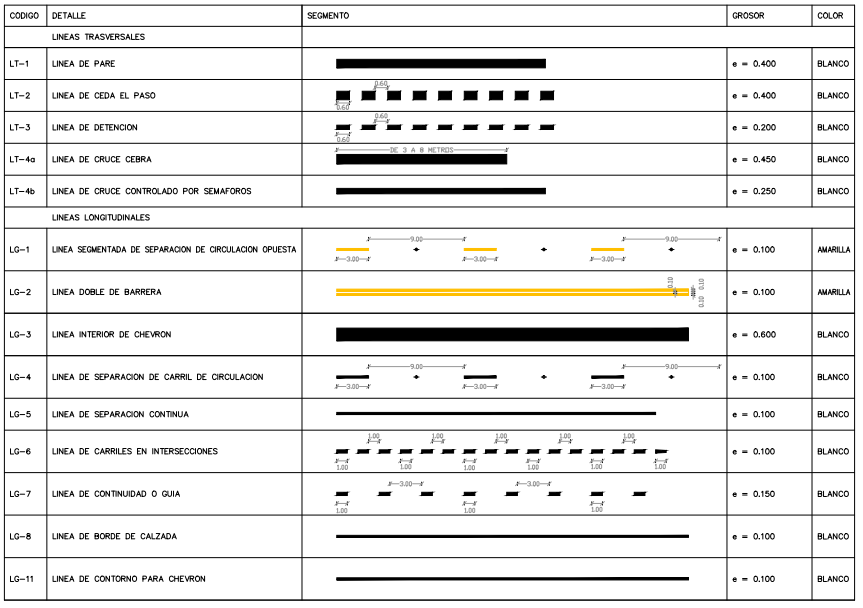 CODIGO DETALLE SEGMENTO GROSOR COLOR
LINEAS TRASVERSALES
LT-1 LINEA DE PARE e = 0.400 BLANCO
0.60
LT-2 LINEA DE CEDA EL PASO e = 0.400 BLANCO
0.60
0.60
LT-3 LINEA DE DETENCION e = 0.200 BLANCO
0.60
DE 3 A 8 METROS
LT-4a LINEA DE CRUCE CEBRA e = 0.450 BLANCO
LT-4b LINEA DE CRUCE CONTROLADO POR SEMAFOROS e = 0.250 BLANCO
LINEAS LONGITUDINALES
9.00 9.00
LG-1 LINEA SEGMENTADA DE SEPARACION DE CIRCULACION OPUESTA e = 0.100 AMARILLA
3.00 3.00 3.00
0.10 0.10
LG-2 LINEA DOBLE DE BARRERA e = 0.100 AMARILLA
0.10
LG-3 LINEA INTERIOR DE CHEVRON e = 0.600 BLANCO
9.00 9.00
LG-4 LINEA DE SEPARACION DE CARRIL DE CIRCULACION e = 0.100 BLANCO
3.00 3.00 3.00
LG-5 LINEA DE SEPARACION CONTINUA e = 0.100 BLANCO
1.00 1.00 1.00 1.00 1.00
LG-6 LINEA DE CARRILES EN INTERSECCIONES e = 0.100 BLANCO
1.00 1.00 1.00 1.00 1.00 1.00
3.00 3.00
LG-7 LINEA DE CONTINUIDAD O GUIA e = 0.150 BLANCO
1.00 1.00 1.00
LG-8 LINEA DE BORDE DE CALZADA e = 0.100 BLANCO
LG-11 LINEA DE CONTORNO PARA CHEVRON e = 0.100 BLANCO